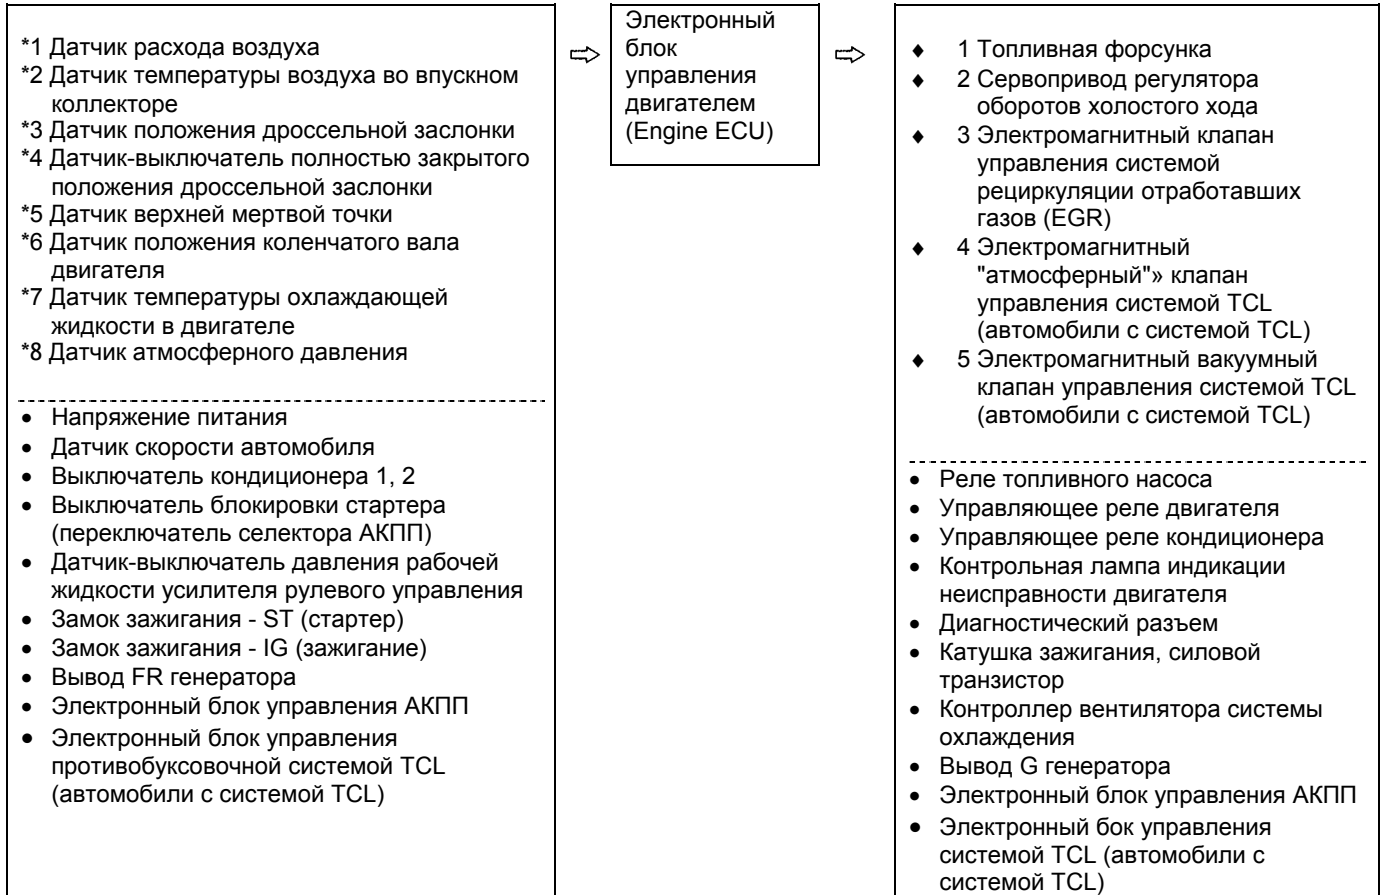 *1 Датчик расхода воздуха
*2 Датчик температуры воздуха во впускном
коллекторе
*3 Датчик положения дроссельной заслонки
*4 Датчик-выключатель полностью закрытого
положения дроссельной заслонки
*5 Датчик верхней мертвой точки
*6 Датчик положения коленчатого вала
двигателя
*7 Датчик температуры охлаждающей
жидкости в двигателе
*8 Датчик атмосферного давления
• Напряжение питания
• Датчик скорости автомобиля
• Выключатель кондиционера 1, 2
• Выключатель блокировки стартера
(переключатель селектора АКПП)
• Датчик-выключатель давления рабочей
жидкости усилителя рулевого управления
• Замок зажигания - ST (стартер)
• Замок зажигания - IG (зажигание)
• Вывод FR генератора
• Электронный блок управления АКПП
• Электронный блок управления
противобуксовочной системой TCL
(автомобили с системой TCL)
⇨
Электронный
блок
управления
двигателем
(Engine ECU)
⇨
♦ 1 Топливная форсунка
♦ 2 Сервопривод регулятора
оборотов холостого хода
♦ 3 Электромагнитный клапан
управления системой
рециркуляции отработавших
газов (EGR)
♦ 4 Электромагнитный
"атмосферный"» клапан
управления системой TCL
(автомобили с системой TCL)
♦ 5 Электромагнитный вакуумный
клапан управления системой TCL
(автомобили с системой TCL)
• Реле топливного насоса
• Управляющее реле двигателя
• Управляющее реле кондиционера
• Контрольная лампа индикации
неисправности двигателя
• Диагностический разъем
• Катушка зажигания, силовой
транзистор
• Контроллер вентилятора системы
охлаждения
• Вывод G генератора
• Электронный блок управления АКПП
• Электронный бок управления
системой TCL (автомобили с
системой TCL)